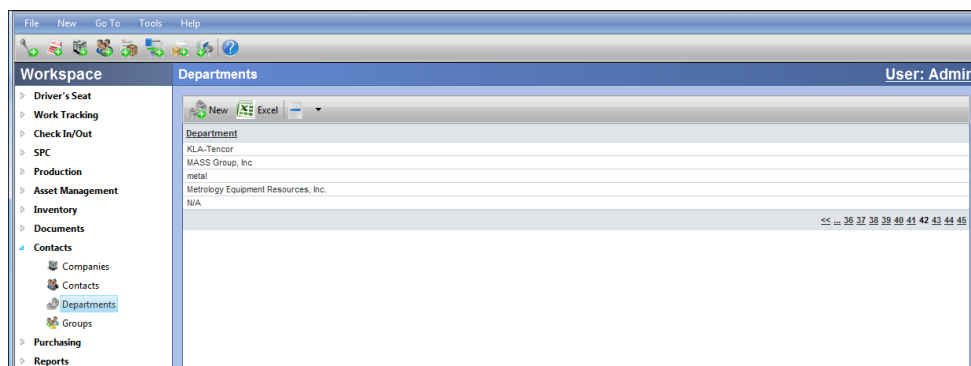 File New Go To Tools Help
Workspace
Departments
User: Admin
Driver's Seat
Work Tracking
Check In/Out
SPC
Production
Asset Management
Inventory
Documents
Contacts
Companies
Contacts
Departments
Groups
Purchasing
Reports
New Excel
Department
KLA-Tencor
MASS Group, Inc
metal
Metrology Equipment Resources, Inc.
N/A
<< ... 36 37 38 39 40 41 42 43 44 45